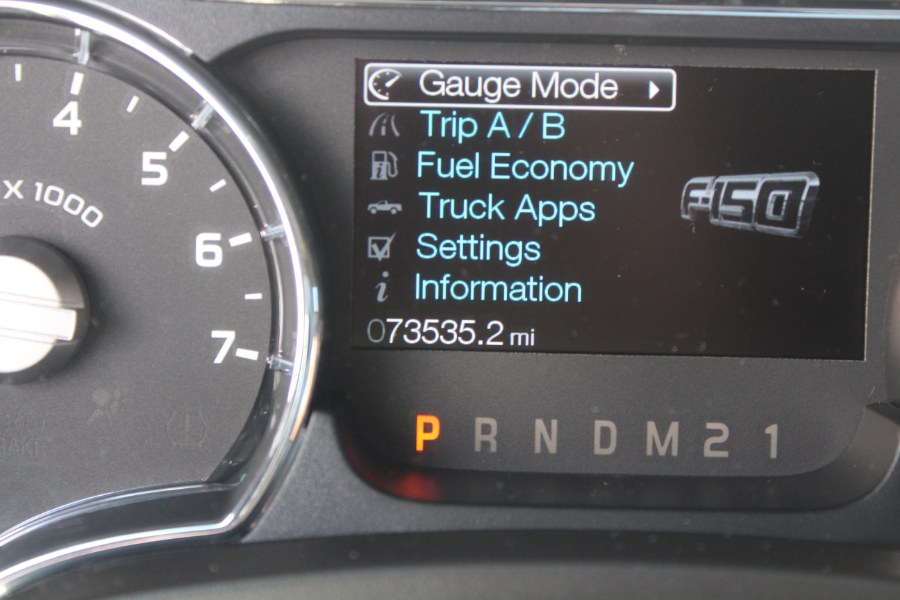 4
5
6
7
x 1000
Gauge Mode
Trip A / B
Fuel Economy
Truck Apps
Settings
Information
F-150
073535.2 mi
P R N D M 2 1